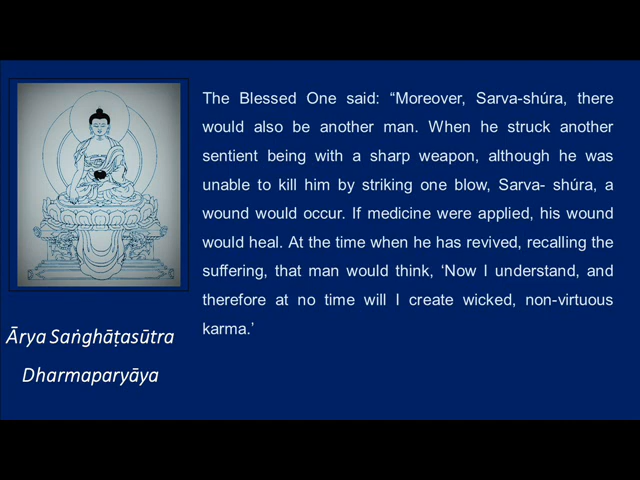 The Blessed One said: “Moreover, Sarva-shúra, there
would also be another man. When he struck another
sentient being with a sharp weapon, although he was
unable to kill him by striking one blow, Sarva- shúra, a
wound would occur. If medicine were applied, his wound
would heal. At the time when he has revived, recalling the
suffering, that man would think, ‘Now I understand, and
therefore at no time will I create wicked, non-virtuous
karma.’
Ārya Saṅghāṭasūtra
Dharmaparyāya